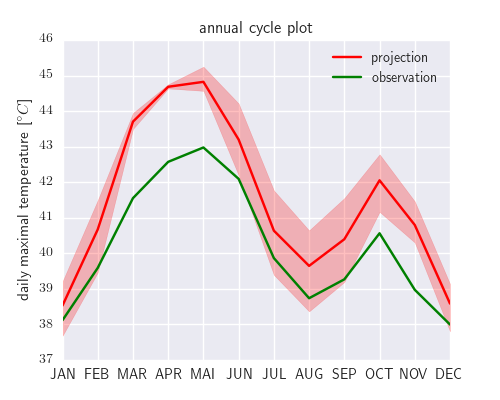 annual cycle plot
daily maximal temperature [°C]
46
45
44
43
42
41
40
39
38
37
projection
observation
JAN FEB MAR APR MAI JUN JUL AUG SEP OCT NOV DEC